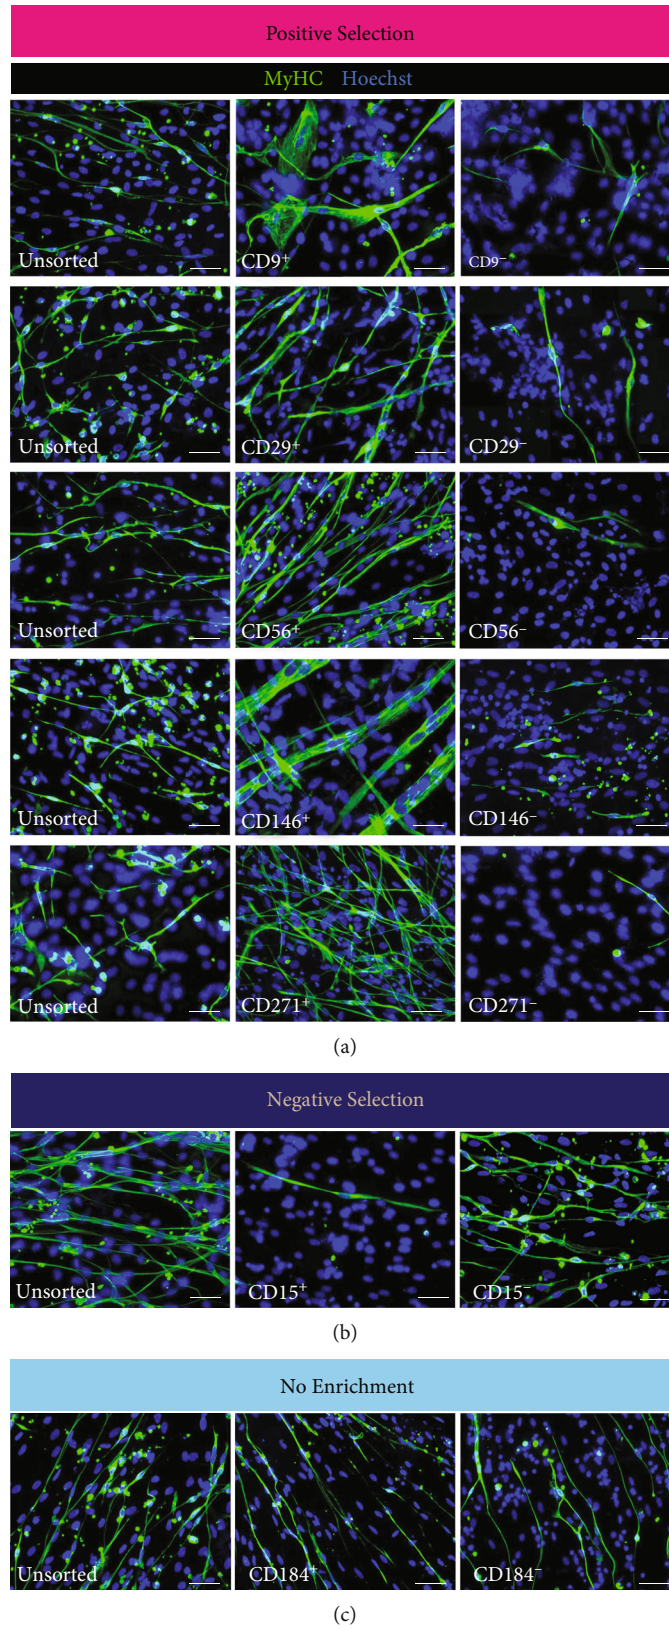 Positive Selection
MyHC Hoechst
Unsorted CD9⁺ CD9⁻
Unsorted CD29⁺ CD29⁻
Unsorted CD56⁺ CD56⁻
Unsorted CD146⁺ CD146⁻
Unsorted CD271⁺ CD271⁻
(a)
Negative Selection
Unsorted CD15⁺ CD15⁻
(b)
No Enrichment
Unsorted CD184⁺ CD184⁻
(c)